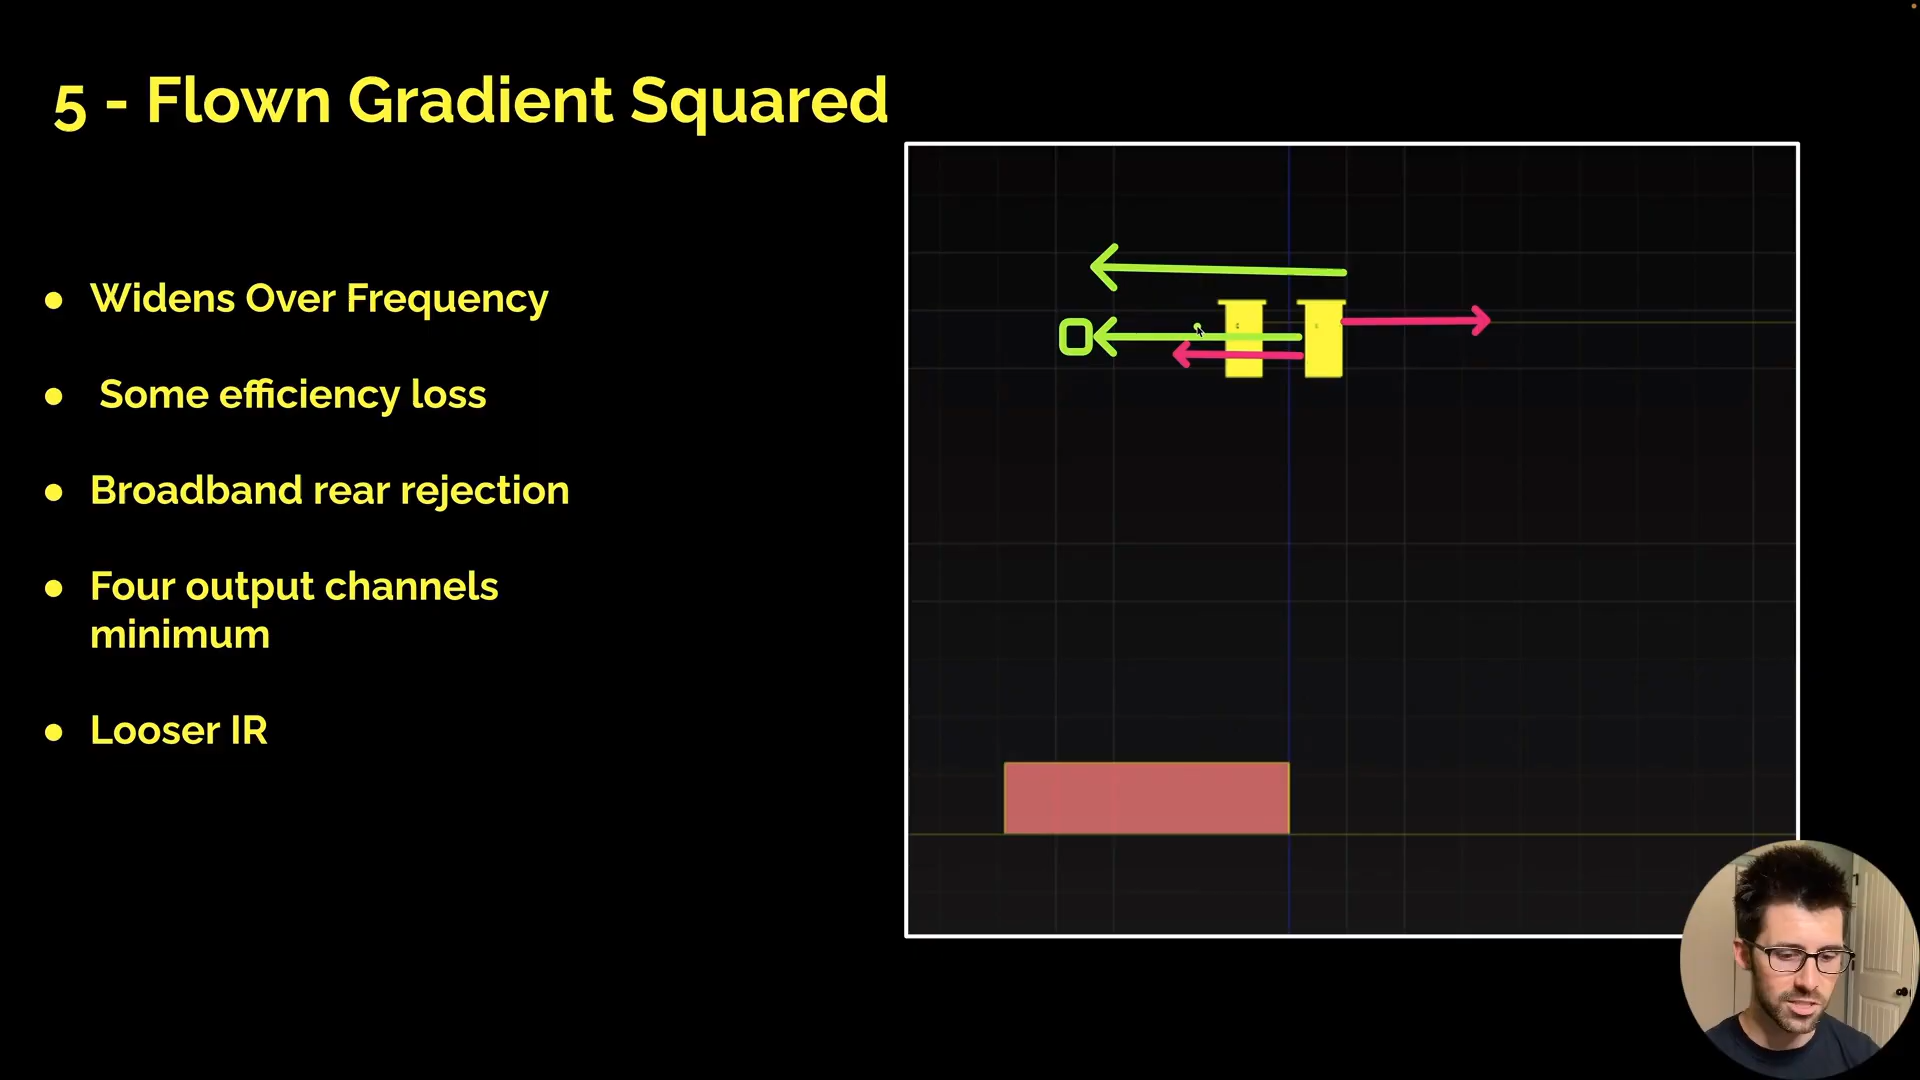 5 - Flown Gradient Squared
● Widens Over Frequency
● Some efficiency loss
● Broadband rear rejection
● Four output channels
minimum
● Looser IR